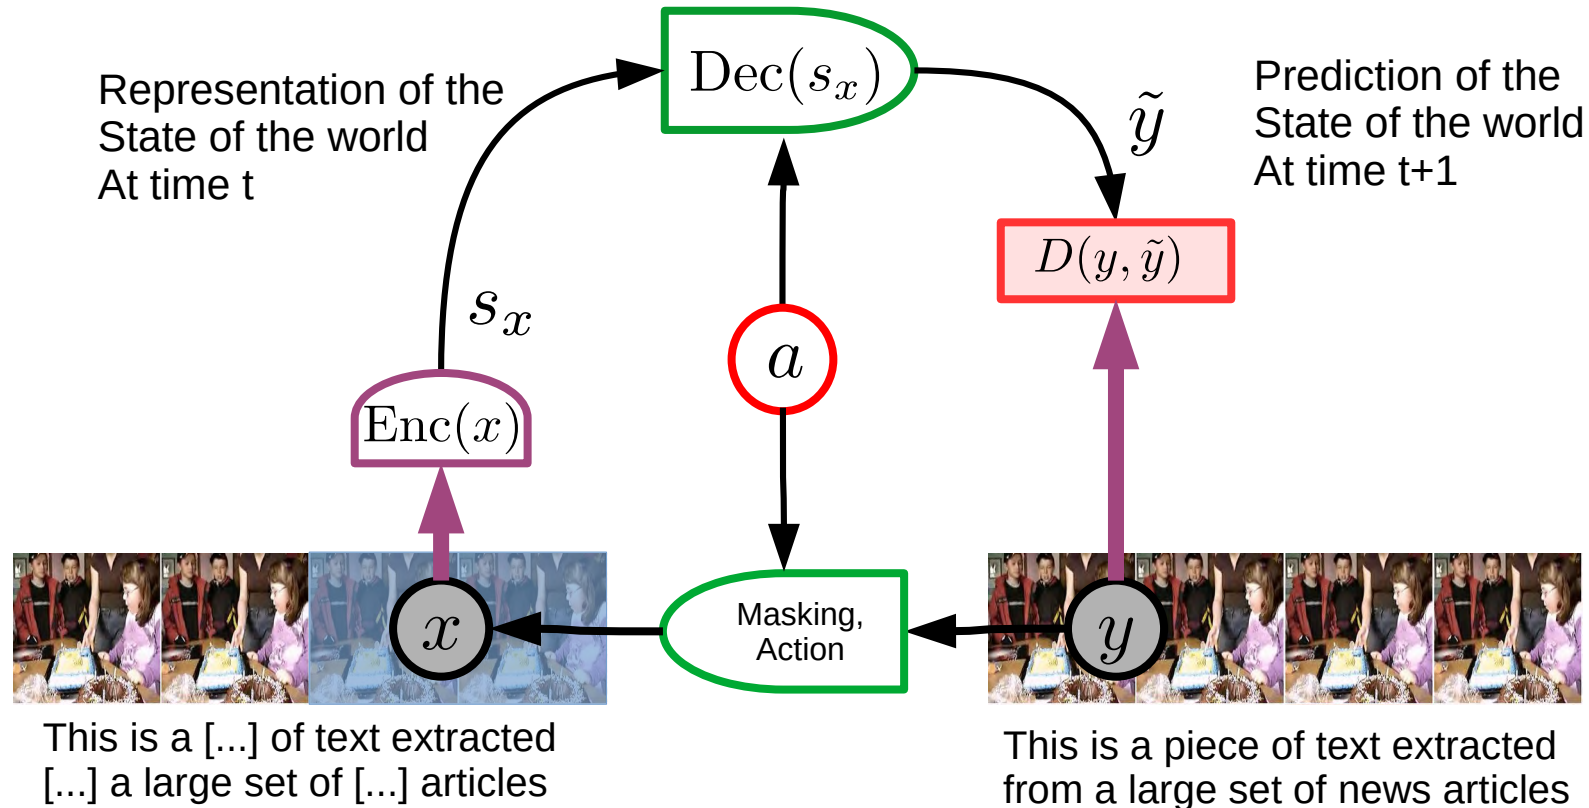 Representation of the
State of the world
At time t
Dec(s_x)
ỹ
Prediction of the
State of the world
At time t+1
D(y, ỹ)
s_x
a
Enc(x)
x
Masking,
Action
y
This is a [...] of text extracted
[...] a large set of [...] articles
This is a piece of text extracted
from a large set of news articles